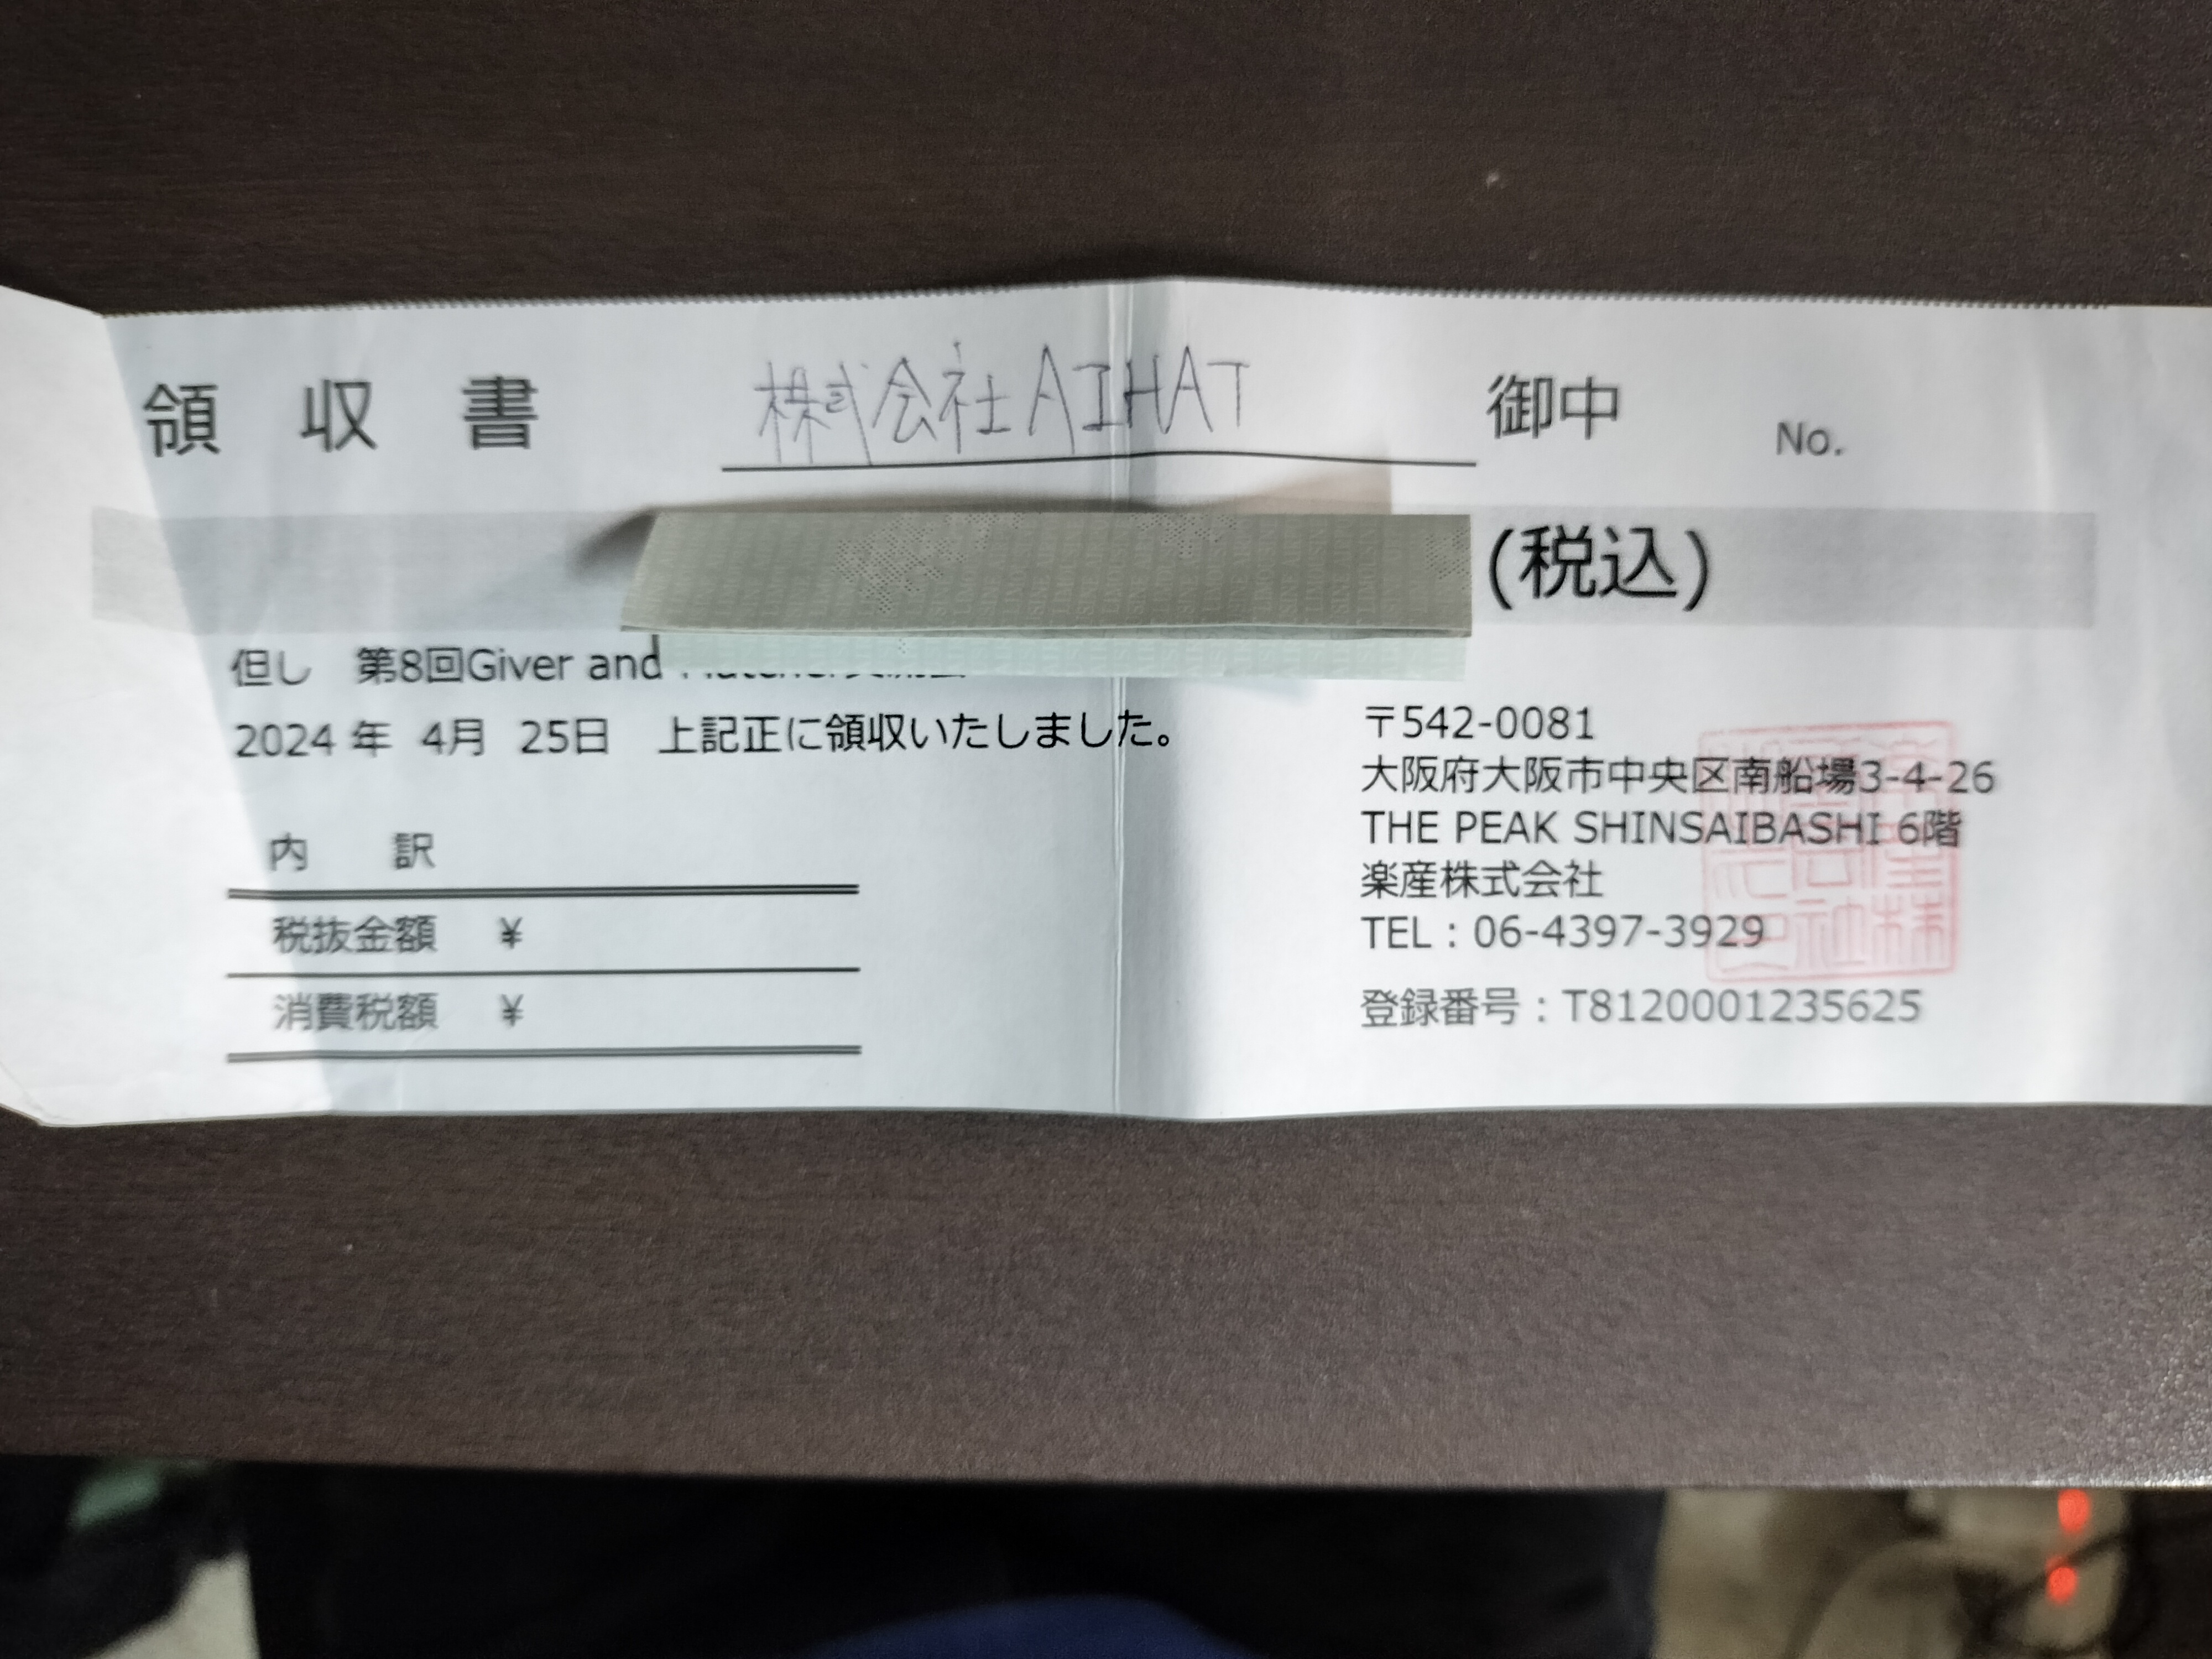 領 収 書 株式会社AIHAT 御中 No.
(税込)
但し 第8回Giver and
2024 年 4月 25日 上記正に領収いたしました。
内 訳
税抜金額 ¥
消費税額 ¥
〒542-0081
大阪府大阪市中央区南船場3-4-26
THE PEAK SHINSAIBASHI 6階
楽産株式会社
TEL：06-4397-3929
登録番号：T8120001235625